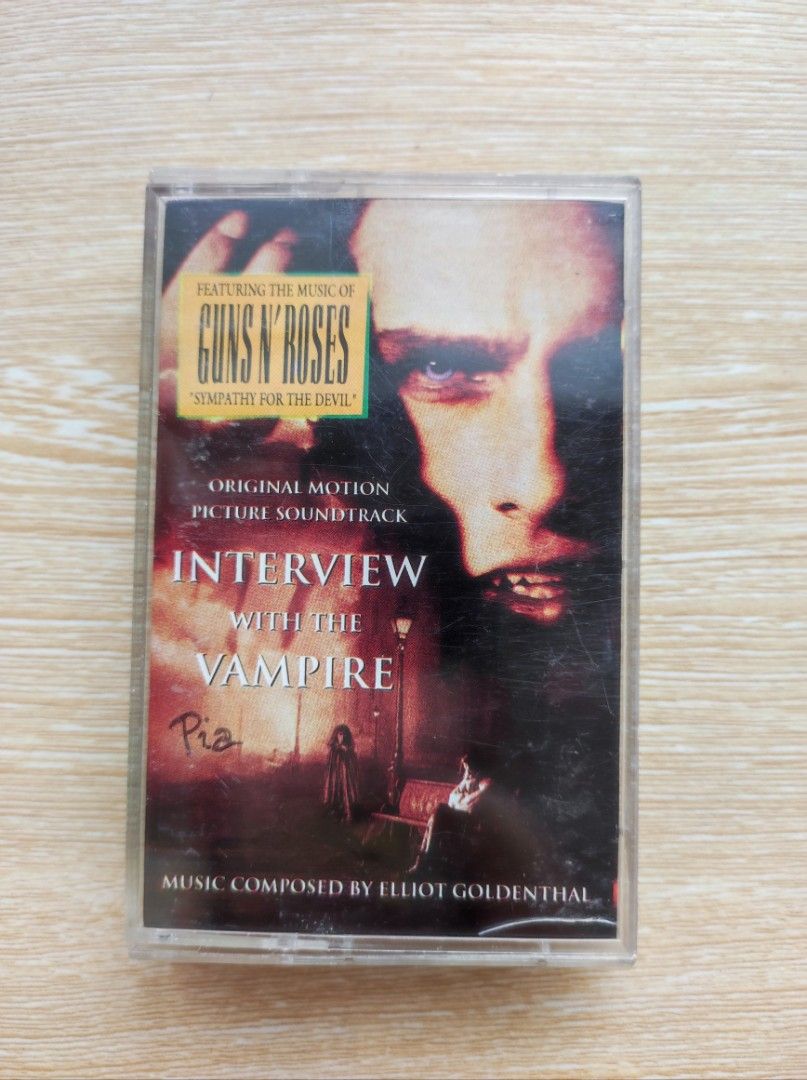 FEATURING THE MUSIC OF
GUNS N' ROSES
"SYMPATHY FOR THE DEVIL"
ORIGINAL MOTION
PICTURE SOUNDTRACK
INTERVIEW
WITH THE
VAMPIRE
Pia
MUSIC COMPOSED BY ELLIOT GOLDENTHAL